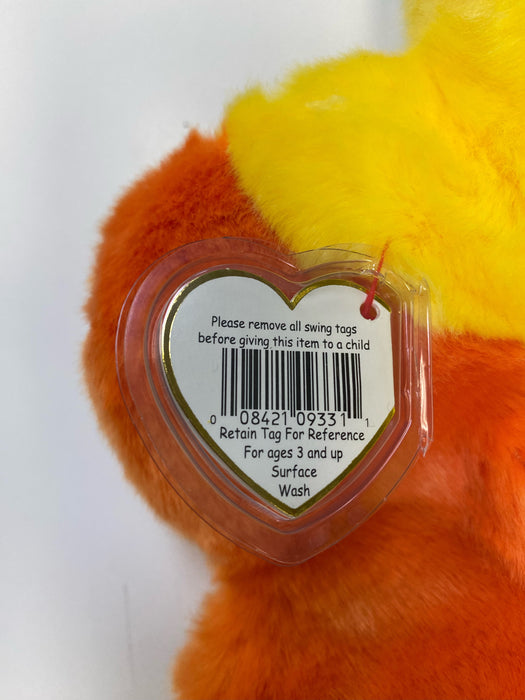 Please remove all swing tags
before giving this item to a child
0 08421 09331 1
Retain Tag For Reference
For ages 3 and up
Surface
Wash